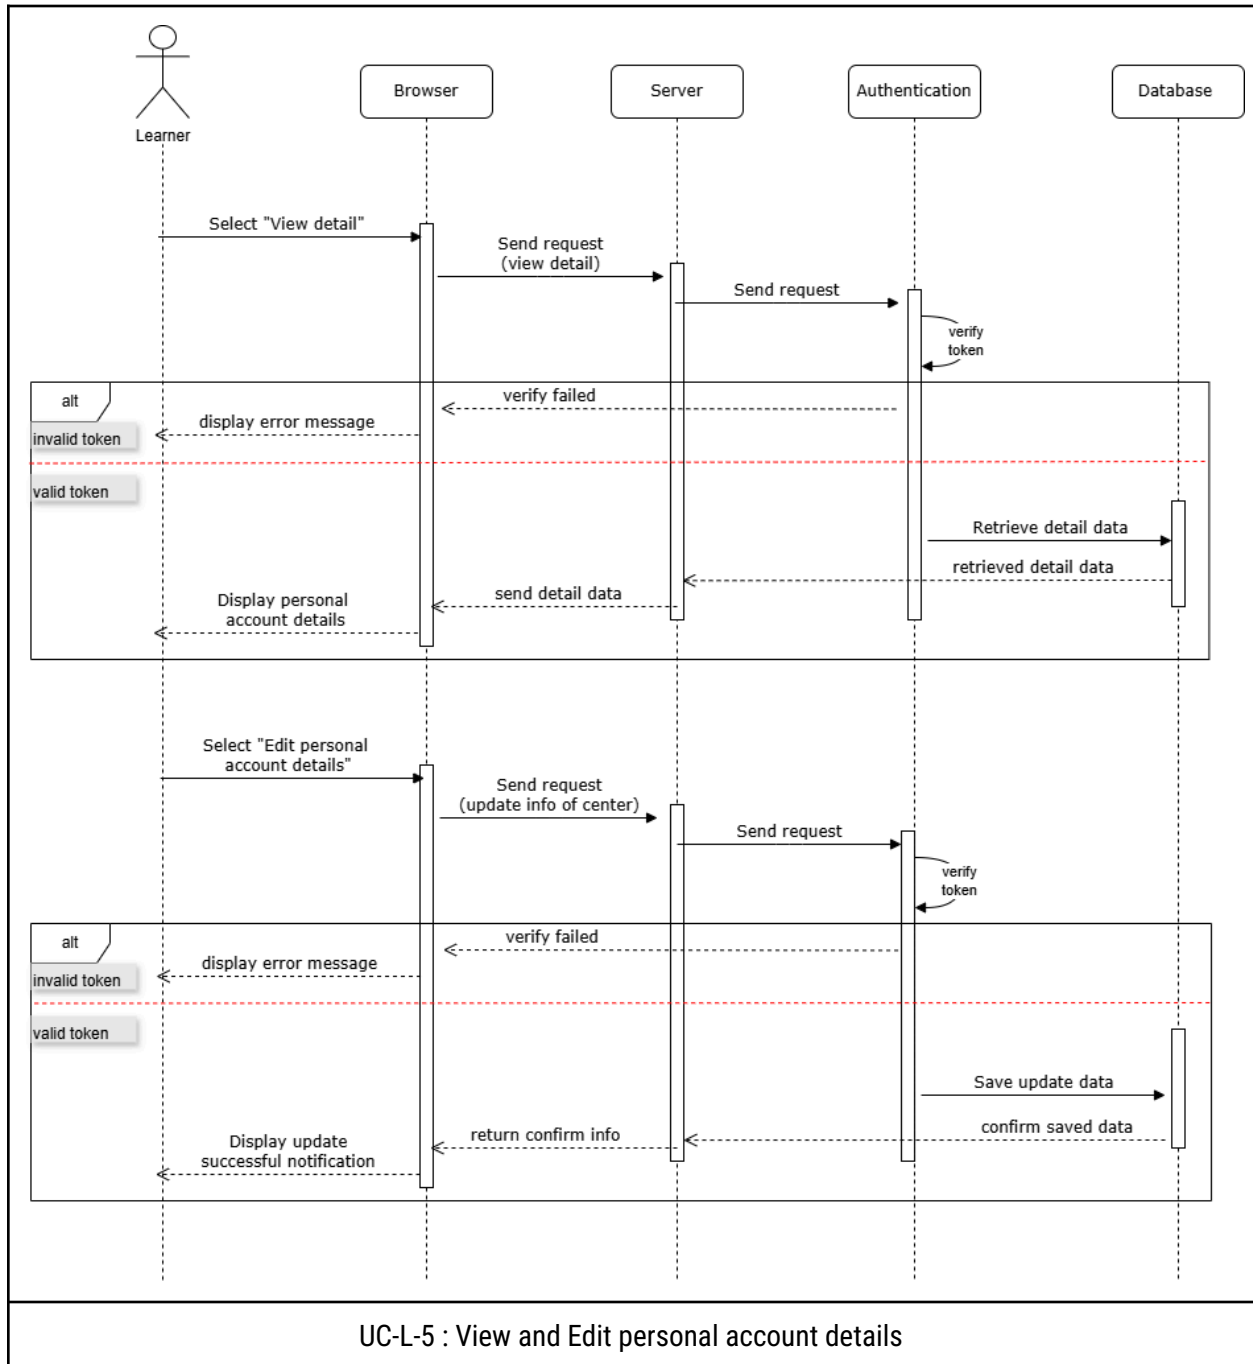 Learner
Browser
Server
Authentication
Database
Select "View detail"
Send request
(view detail)
Send request
verify
token
alt
verify failed
display error message
invalid token
valid token
Retrieve detail data
retrieved detail data
send detail data
Display personal
account details
Select "Edit personal
account details"
Send request
(update info of center)
Send request
verify
token
alt
verify failed
display error message
invalid token
valid token
Save update data
confirm saved data
return confirm info
Display update
successful notification
UC-L-5 : View and Edit personal account details